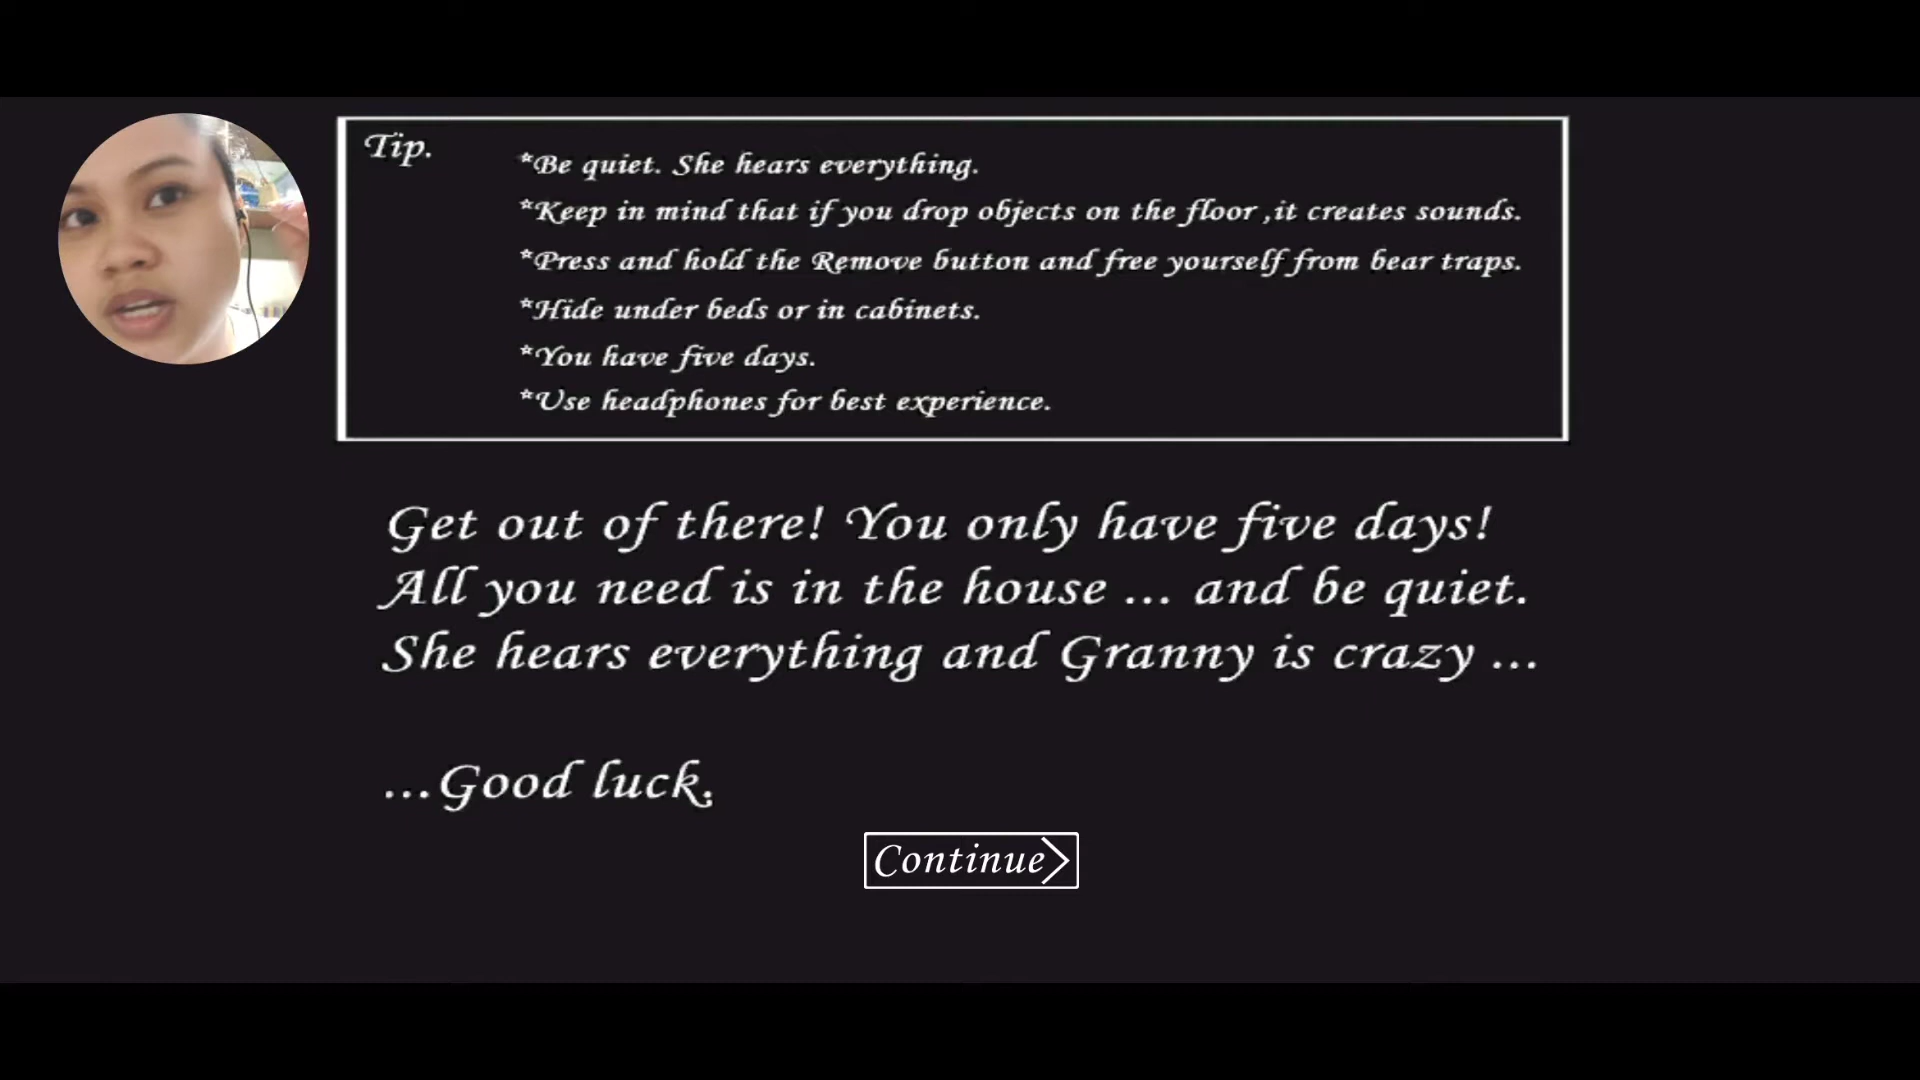 Tip.
*Be quiet. She hears everything.
*Keep in mind that if you drop objects on the floor ,it creates sounds.
*Press and hold the Remove button and free yourself from bear traps.
*Hide under beds or in cabinets.
*You have five days.
*Use headphones for best experience.
Get out of there! You only have five days!
All you need is in the house ... and be quiet.
She hears everything and Granny is crazy ...
...Good luck.
Continue>